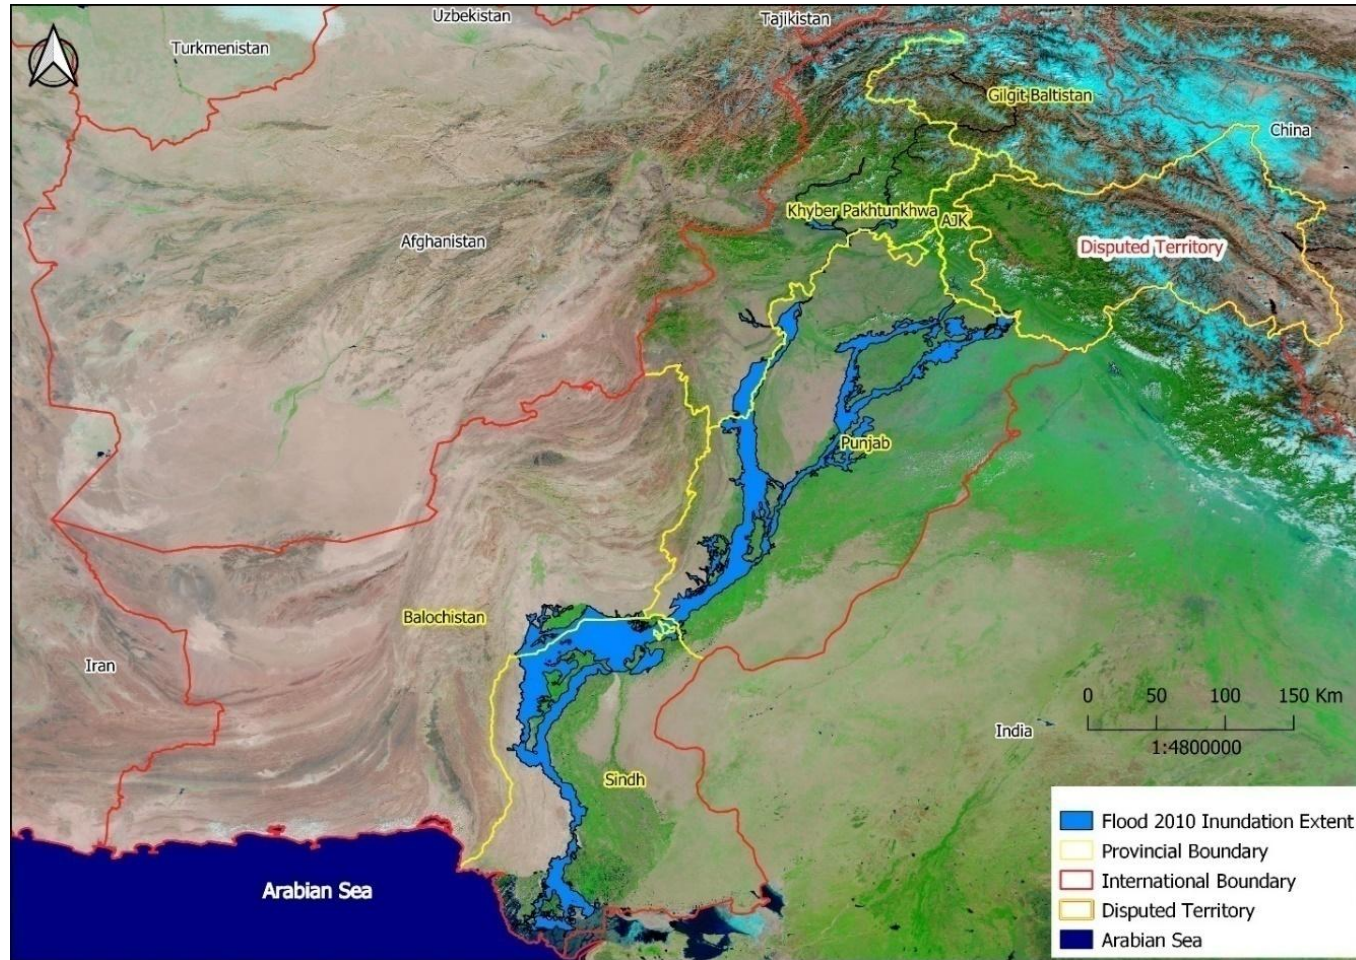 Uzbekistan
Tajikistan
Turkmenistan
Gilgit Baltistan
China
Khyber Pakhtunkhwa
AJK
Afghanistan
Disputed Territory
Punjab
Balochistan
Iran
0 50 100 150 Km
1:4800000
India
Sindh
Arabian Sea
Flood 2010 Inundation Extent
Provincial Boundary
International Boundary
Disputed Territory
Arabian Sea